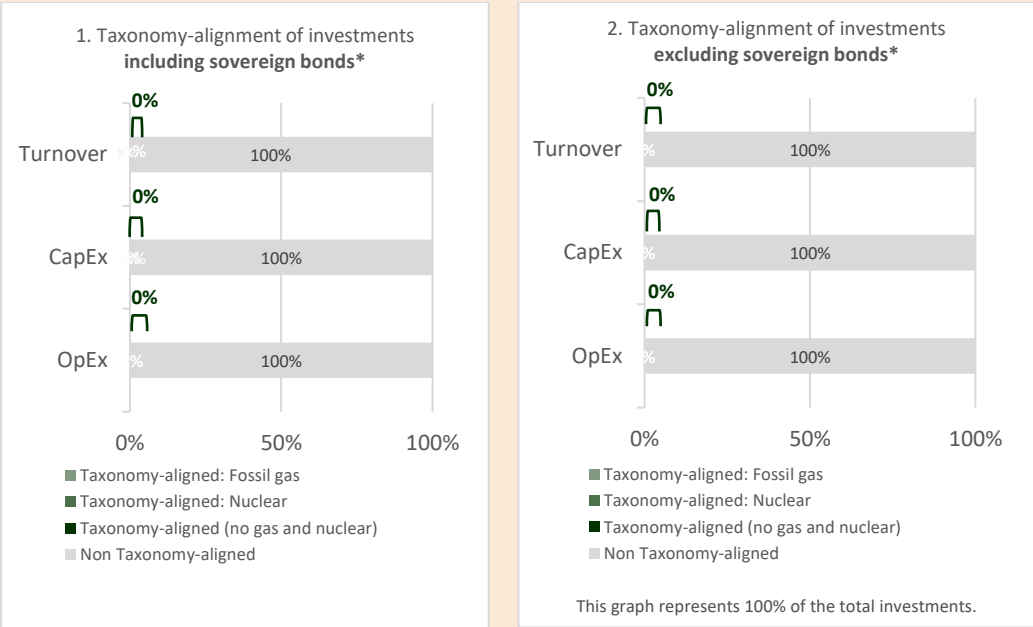 1. Taxonomy-alignment of investments
including sovereign bonds*
0%
Turnover
100%
0%
CapEx
100%
0%
OpEx
%
100%
0% 50% 100%
Taxonomy-aligned: Fossil gas
Taxonomy-aligned: Nuclear
Taxonomy-aligned (no gas and nuclear)
Non Taxonomy-aligned
2. Taxonomy-alignment of investments
excluding sovereign bonds*
0%
Turnover
%
100%
0%
CapEx
%
100%
0%
OpEx
%
100%
0% 50% 100%
Taxonomy-aligned: Fossil gas
Taxonomy-aligned: Nuclear
Taxonomy-aligned (no gas and nuclear)
Non Taxonomy-aligned
This graph represents 100% of the total investments.